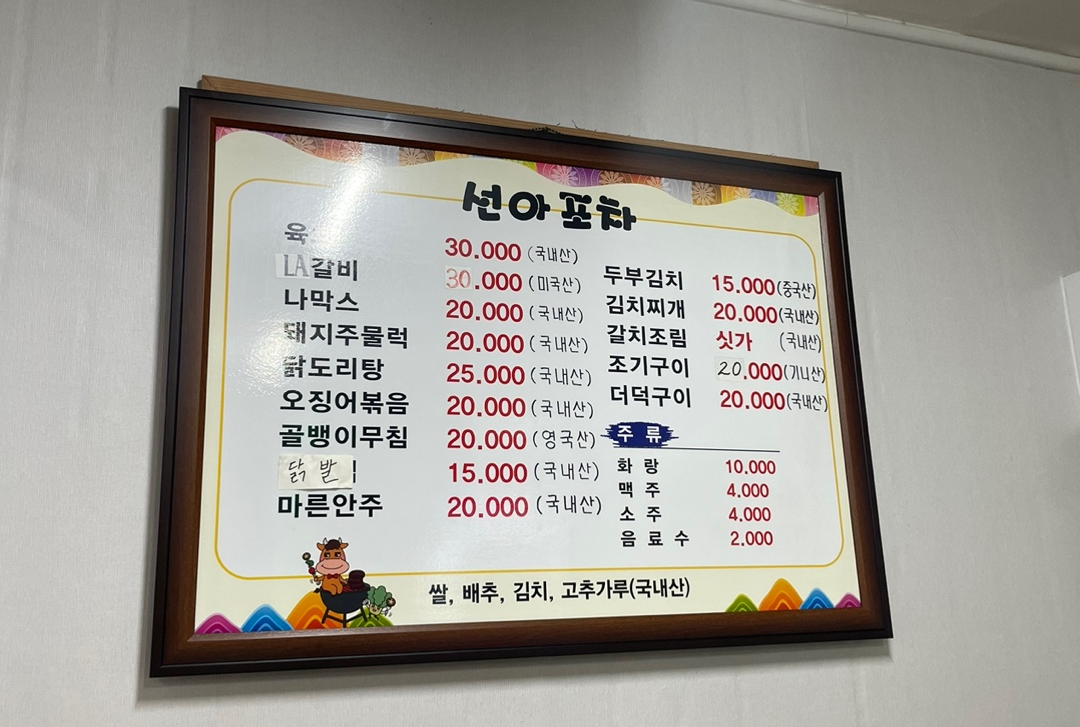 선아포차
육 30.000 (국내산)
LA갈비 30.000 (미국산)
나막스 20.000 (국내산)
돼지주물럭 20.000 (국내산)
닭도리탕 25.000 (국내산)
오징어볶음 20.000 (국내산)
골뱅이무침 20.000 (영국산)
닭발 15.000 (국내산)
마른안주 20.000 (국내산)
두부김치 15.000 (중국산)
김치찌개 20.000 (국내산)
갈치조림 싯가 (국내산)
조기구이 20.000 (기니산)
더덕구이 20.000 (국내산)
주 류
화 랑 10.000
맥 주 4.000
소 주 4.000
음 료 수 2.000
쌀, 배추, 김치, 고추가루(국내산)